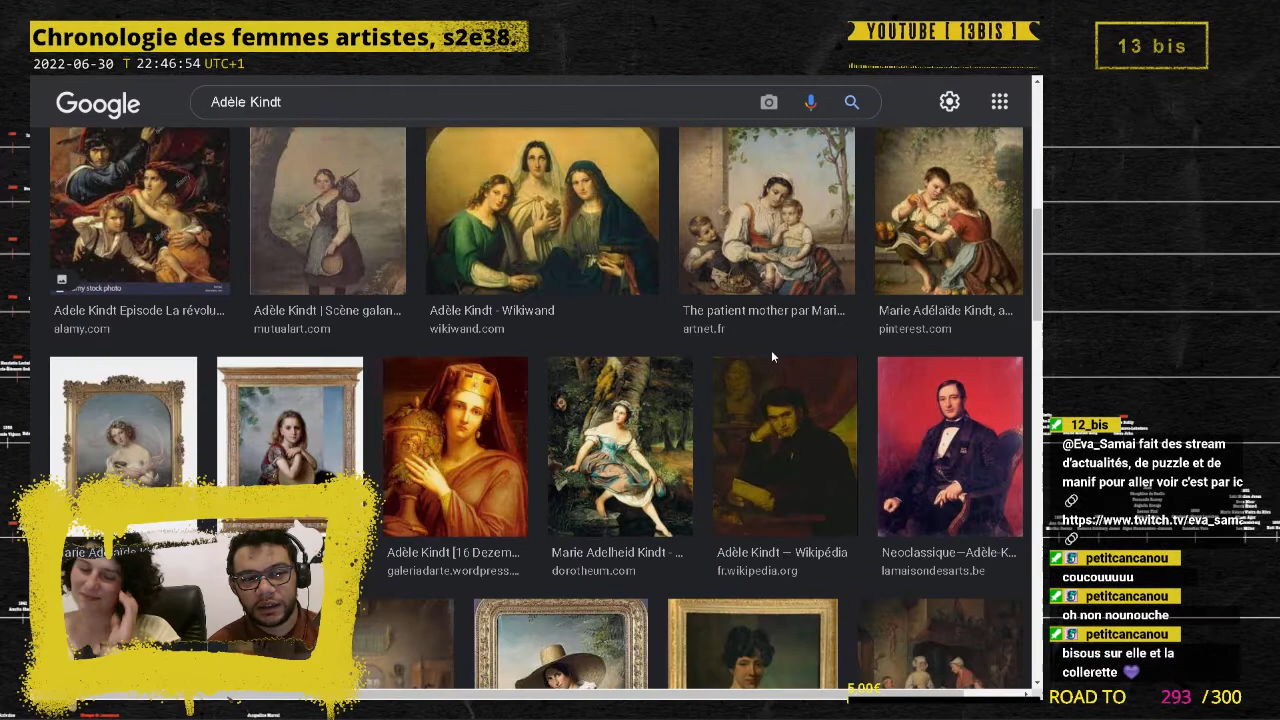 Chronologie des femmes artistes, s2e38.
2022-06-30 T 22:46:54 UTC+1
YOUTUBE [ 13BIS ]
13 bis
Google
Adèle Kindt
Adele Kindt Episode La révolu...
alamy.com
Adèle Kindt | Scène galan...
mutualart.com
Adèle Kindt - Wikiwand
wikiwand.com
The patient mother par Mari...
artnet.fr
Marie Adélaïde Kindt, a...
pinterest.com
Adèle Kindt [16 Dezem...
galeriadarte.wordpress....
Marie Adelheid Kindt - ...
dorotheum.com
Adèle Kindt — Wikipédia
fr.wikipedia.org
Neoclassique—Adèle-K...
lamaisondesarts.be
12_bis
@Eva_Samai fait des stream
d'actualités, de puzzle et de
manif pour aller voir c'est par ic
https://www.twitch.tv/eva_sama
petitcancanou
coucouuuuu
petitcancanou
oh non nounouche
petitcancanou
bisous sur elle et la
collerette 💜
5,00€
ROAD TO 293 / 300